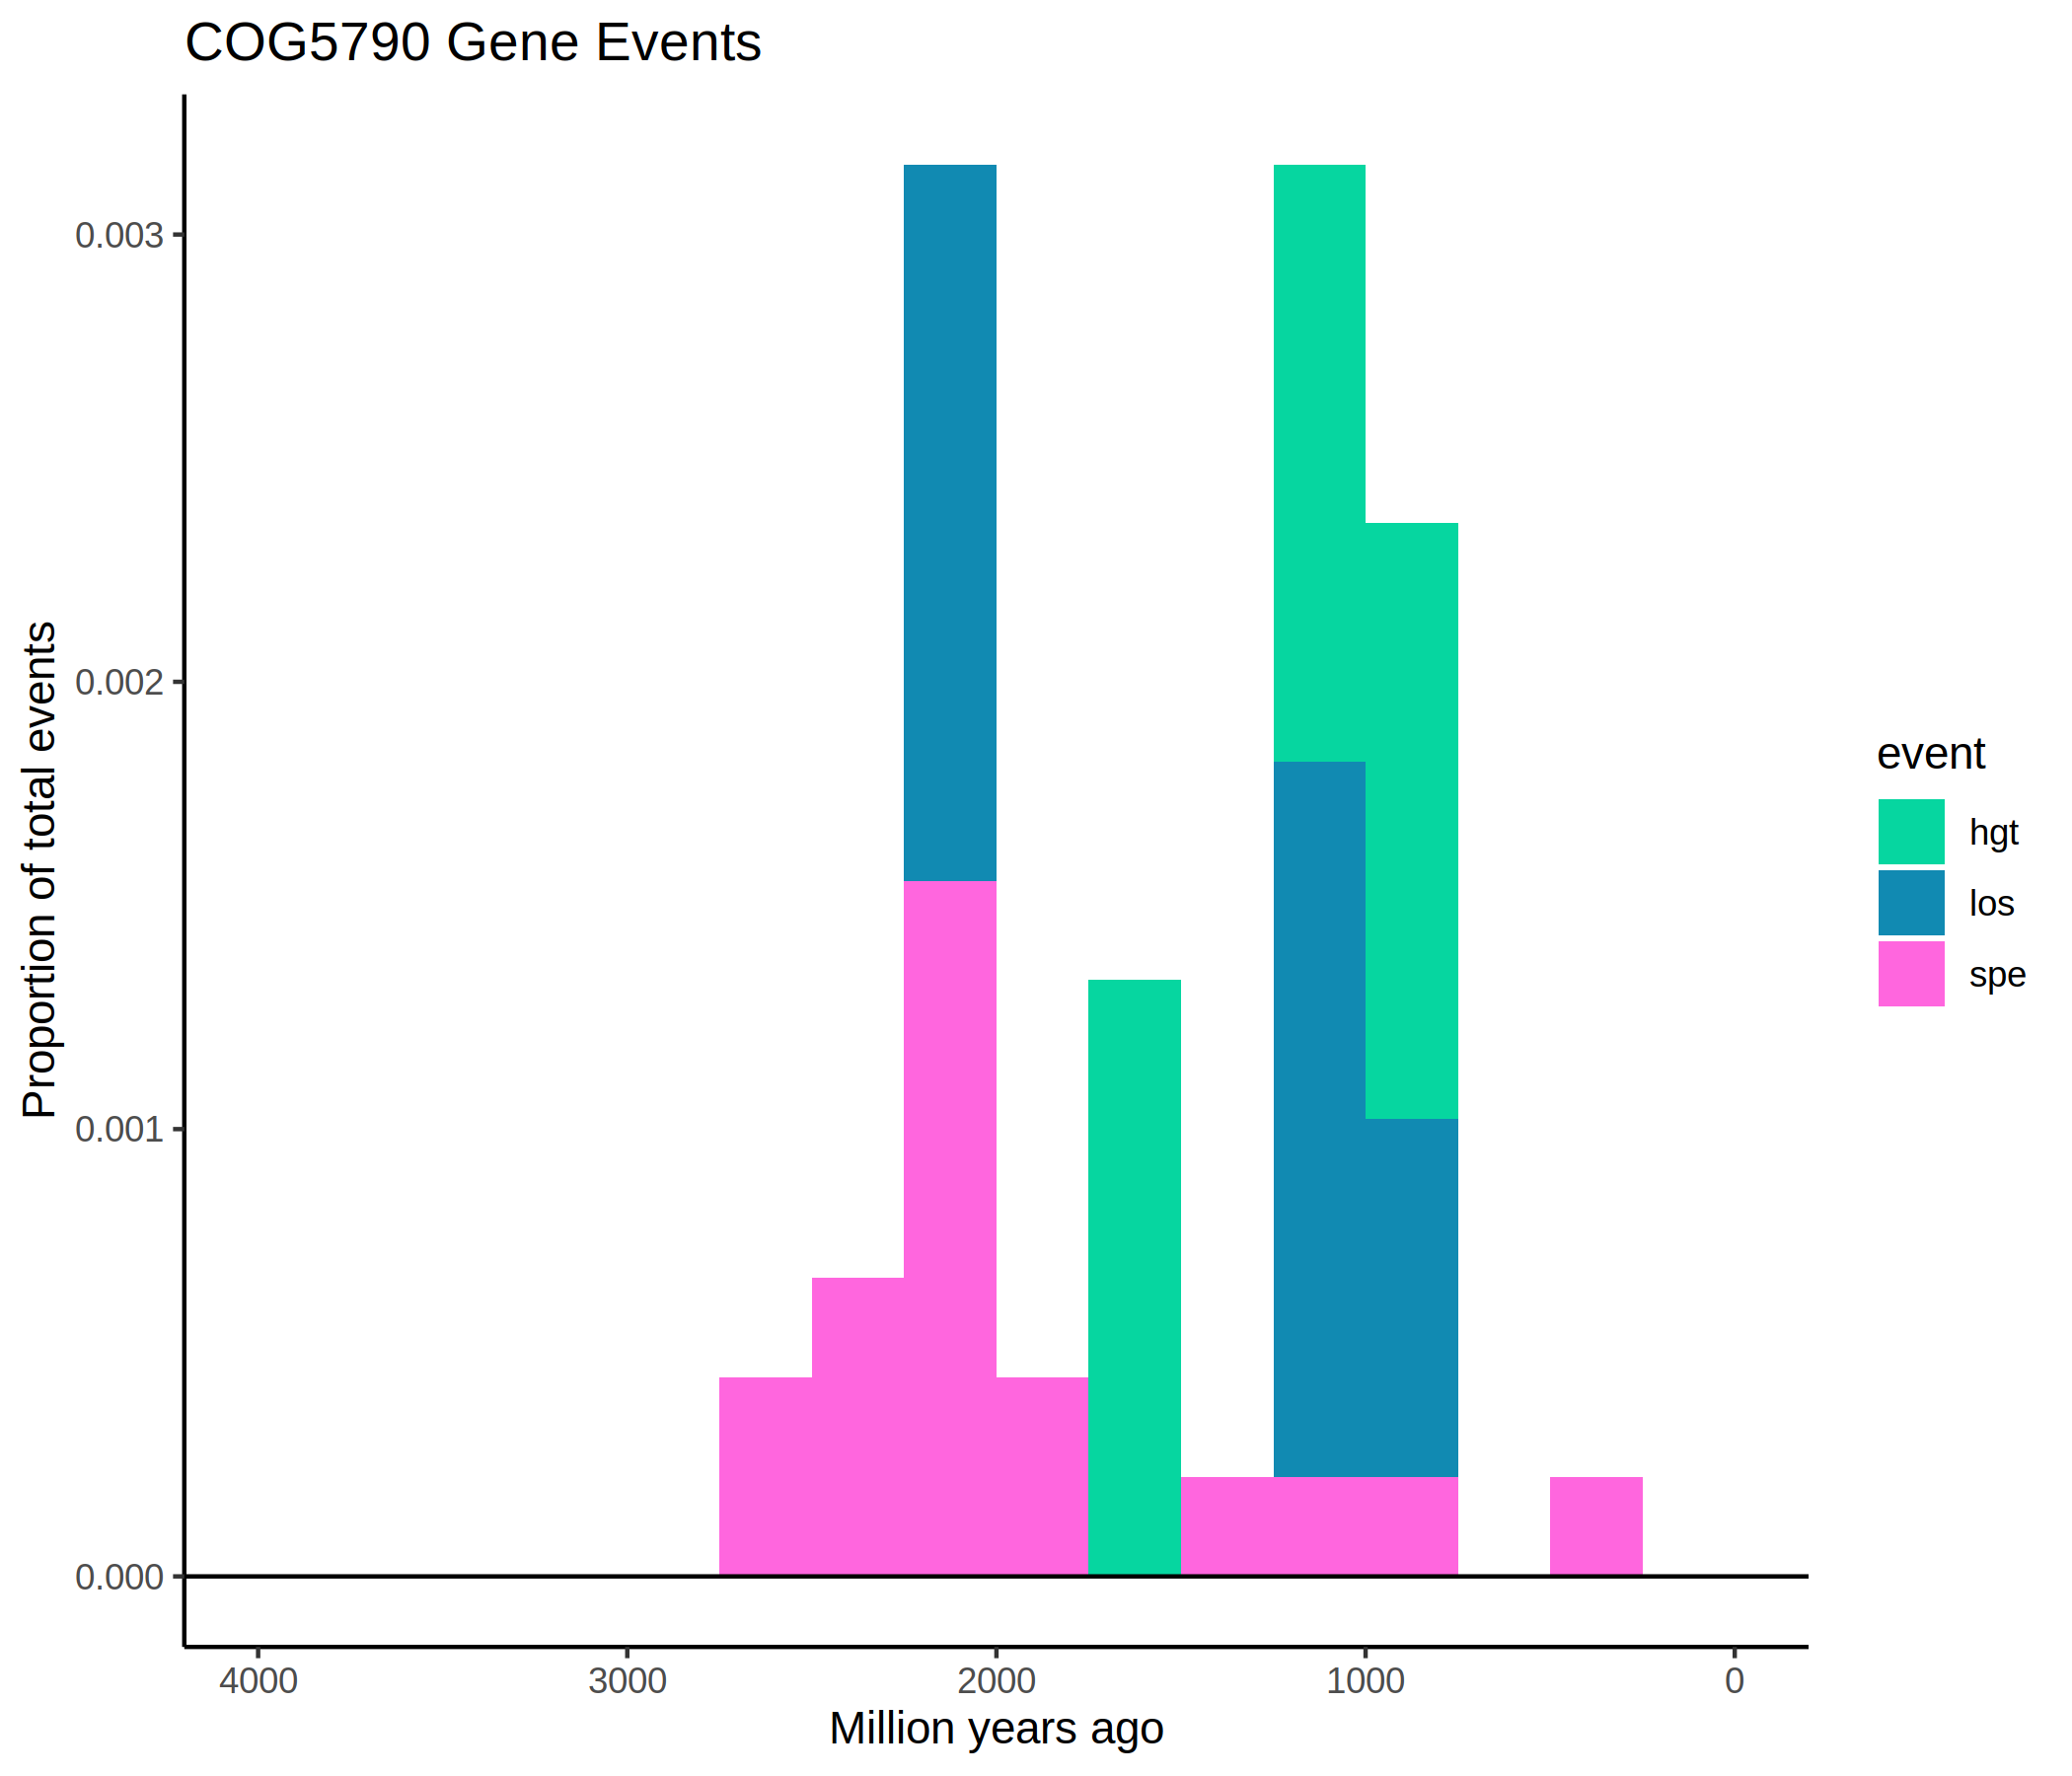 COG5790 Gene Events
Proportion of total events
0.003
0.002
0.001
0.000
4000 3000 2000 1000 0
Million years ago
event
hgt
los
spe